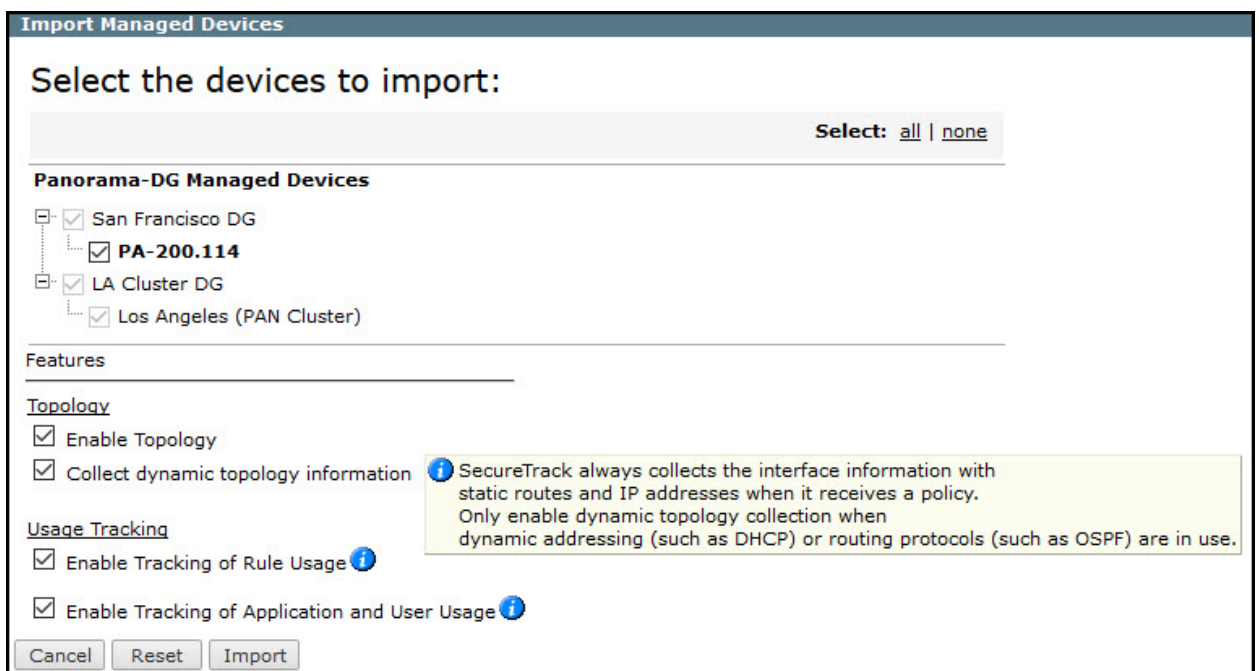 Import Managed Devices
Select the devices to import:
Select: all | none
Panorama-DG Managed Devices
San Francisco DG
PA-200.114
LA Cluster DG
Los Angeles (PAN Cluster)
Features
Topology
Enable Topology
Collect dynamic topology information
SecureTrack always collects the interface information with
static routes and IP addresses when it receives a policy.
Only enable dynamic topology collection when
dynamic addressing (such as DHCP) or routing protocols (such as OSPF) are in use.
Usage Tracking
Enable Tracking of Rule Usage
Enable Tracking of Application and User Usage
Cancel Reset Import